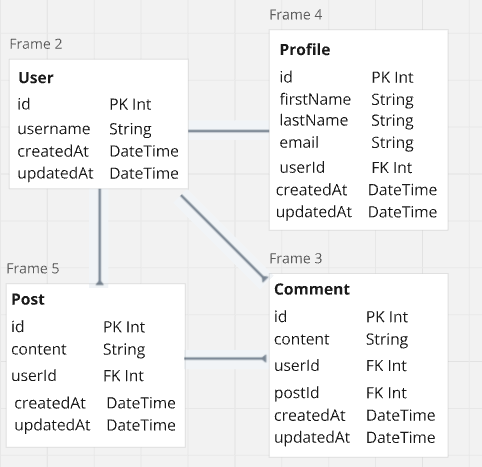 Frame 2
User
id PK Int
username String
createdAt DateTime
updatedAt DateTime
Frame 4
Profile
id PK Int
firstName String
lastName String
email String
userId FK Int
createdAt DateTime
updatedAt DateTime
Frame 5
Post
id PK Int
content String
userId FK Int
createdAt DateTime
updatedAt DateTime
Frame 3
Comment
id PK Int
content String
userId FK Int
postId FK Int
createdAt DateTime
updatedAt DateTime